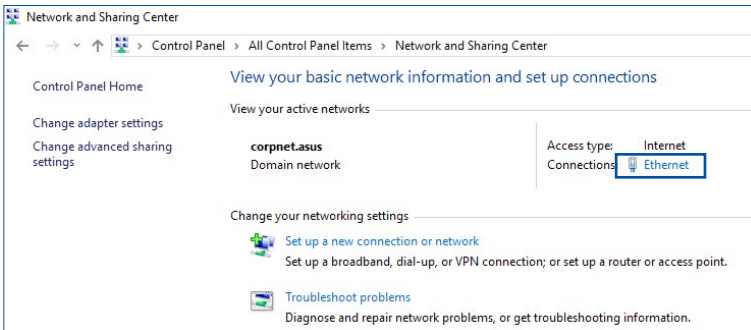 Network and Sharing Center
Control Panel > All Control Panel Items > Network and Sharing Center
Control Panel Home
Change adapter settings
Change advanced sharing
settings
View your basic network information and set up connections
View your active networks
corpnet.asus
Domain network
Access type: Internet
Connections: Ethernet
Change your networking settings
Set up a new connection or network
Set up a broadband, dial-up, or VPN connection; or set up a router or access point.
Troubleshoot problems
Diagnose and repair network problems, or get troubleshooting information.